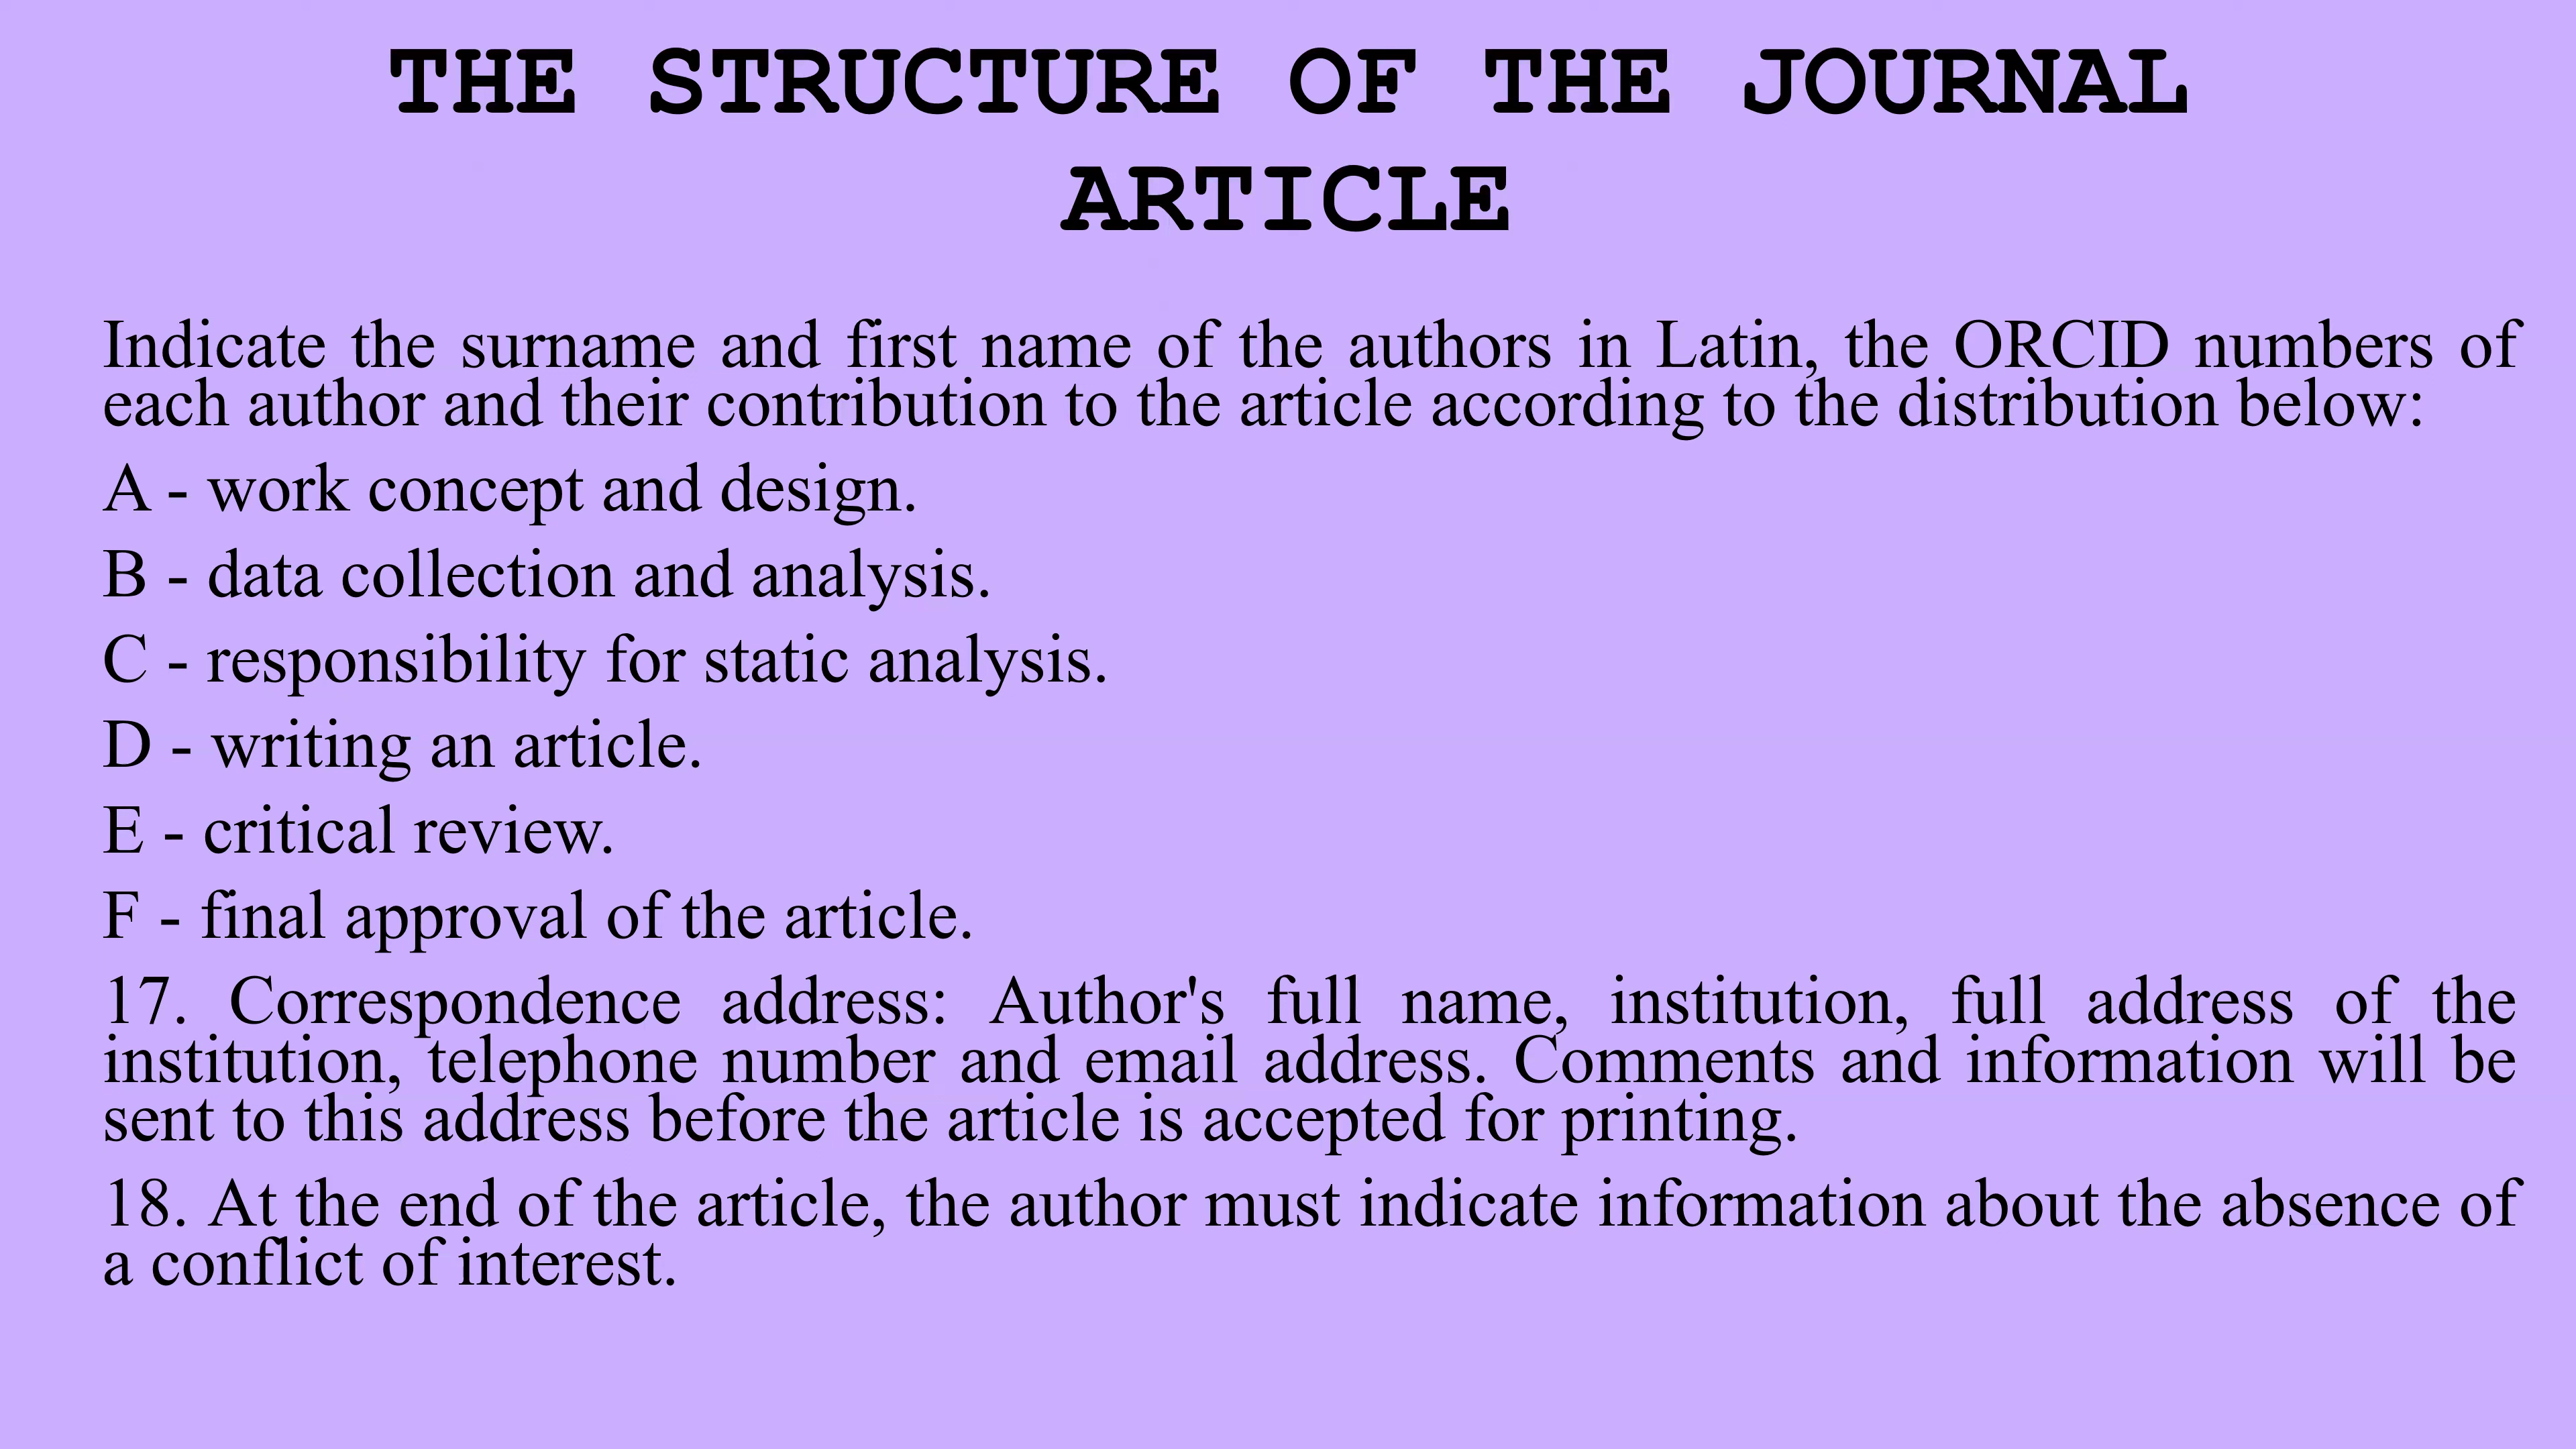 THE STRUCTURE OF THE JOURNAL
ARTICLE
Indicate the surname and first name of the authors in Latin, the ORCID numbers of
each author and their contribution to the article according to the distribution below:
A - work concept and design.
B - data collection and analysis.
C - responsibility for static analysis.
D - writing an article.
E - critical review.
F - final approval of the article.
17. Correspondence address: Author's full name, institution, full address of the
institution, telephone number and email address. Comments and information will be
sent to this address before the article is accepted for printing.
18. At the end of the article, the author must indicate information about the absence of
a conflict of interest.